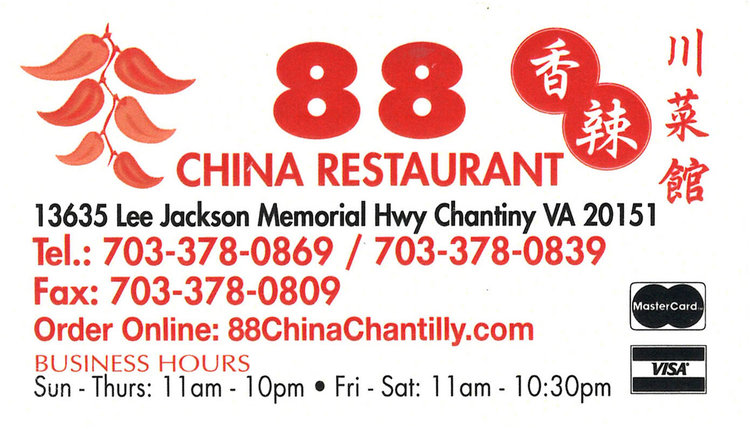 88
香辣
川菜館
CHINA RESTAURANT
13635 Lee Jackson Memorial Hwy Chantiny VA 20151
Tel.: 703-378-0869 / 703-378-0839
Fax: 703-378-0809
Order Online: 88ChinaChantilly.com
BUSINESS HOURS
Sun - Thurs: 11am - 10pm • Fri - Sat: 11am - 10:30pm
MasterCard
VISA